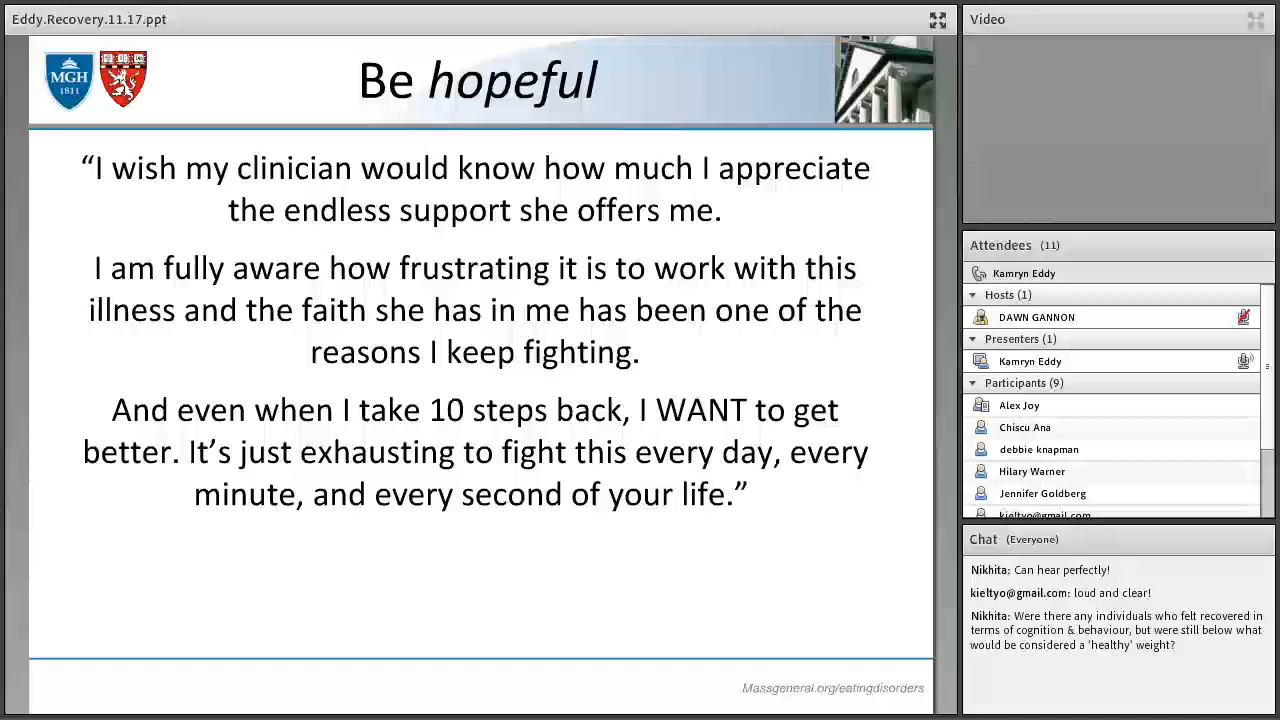 Eddy.Recovery.11.17.ppt
MGH
1811
Be hopeful
“I wish my clinician would know how much I appreciate
the endless support she offers me.
I am fully aware how frustrating it is to work with this
illness and the faith she has in me has been one of the
reasons I keep fighting.
And even when I take 10 steps back, I WANT to get
better. It’s just exhausting to fight this every day, every
minute, and every second of your life.”
Massgeneral.org/eatingdisorders
Video
Attendees (11)
Kamryn Eddy
Hosts (1)
DAWN GANNON
Presenters (1)
Kamryn Eddy
Participants (9)
Alex Joy
Chiscu Ana
debbie knapman
Hilary Warner
Jennifer Goldberg
kieltyo@gmail.com
Chat (Everyone)
Nikhita: Can hear perfectly!
kieltyo@gmail.com: loud and clear!
Nikhita: Were there any individuals who felt recovered in
terms of cognition & behaviour, but were still below what
would be considered a 'healthy' weight?